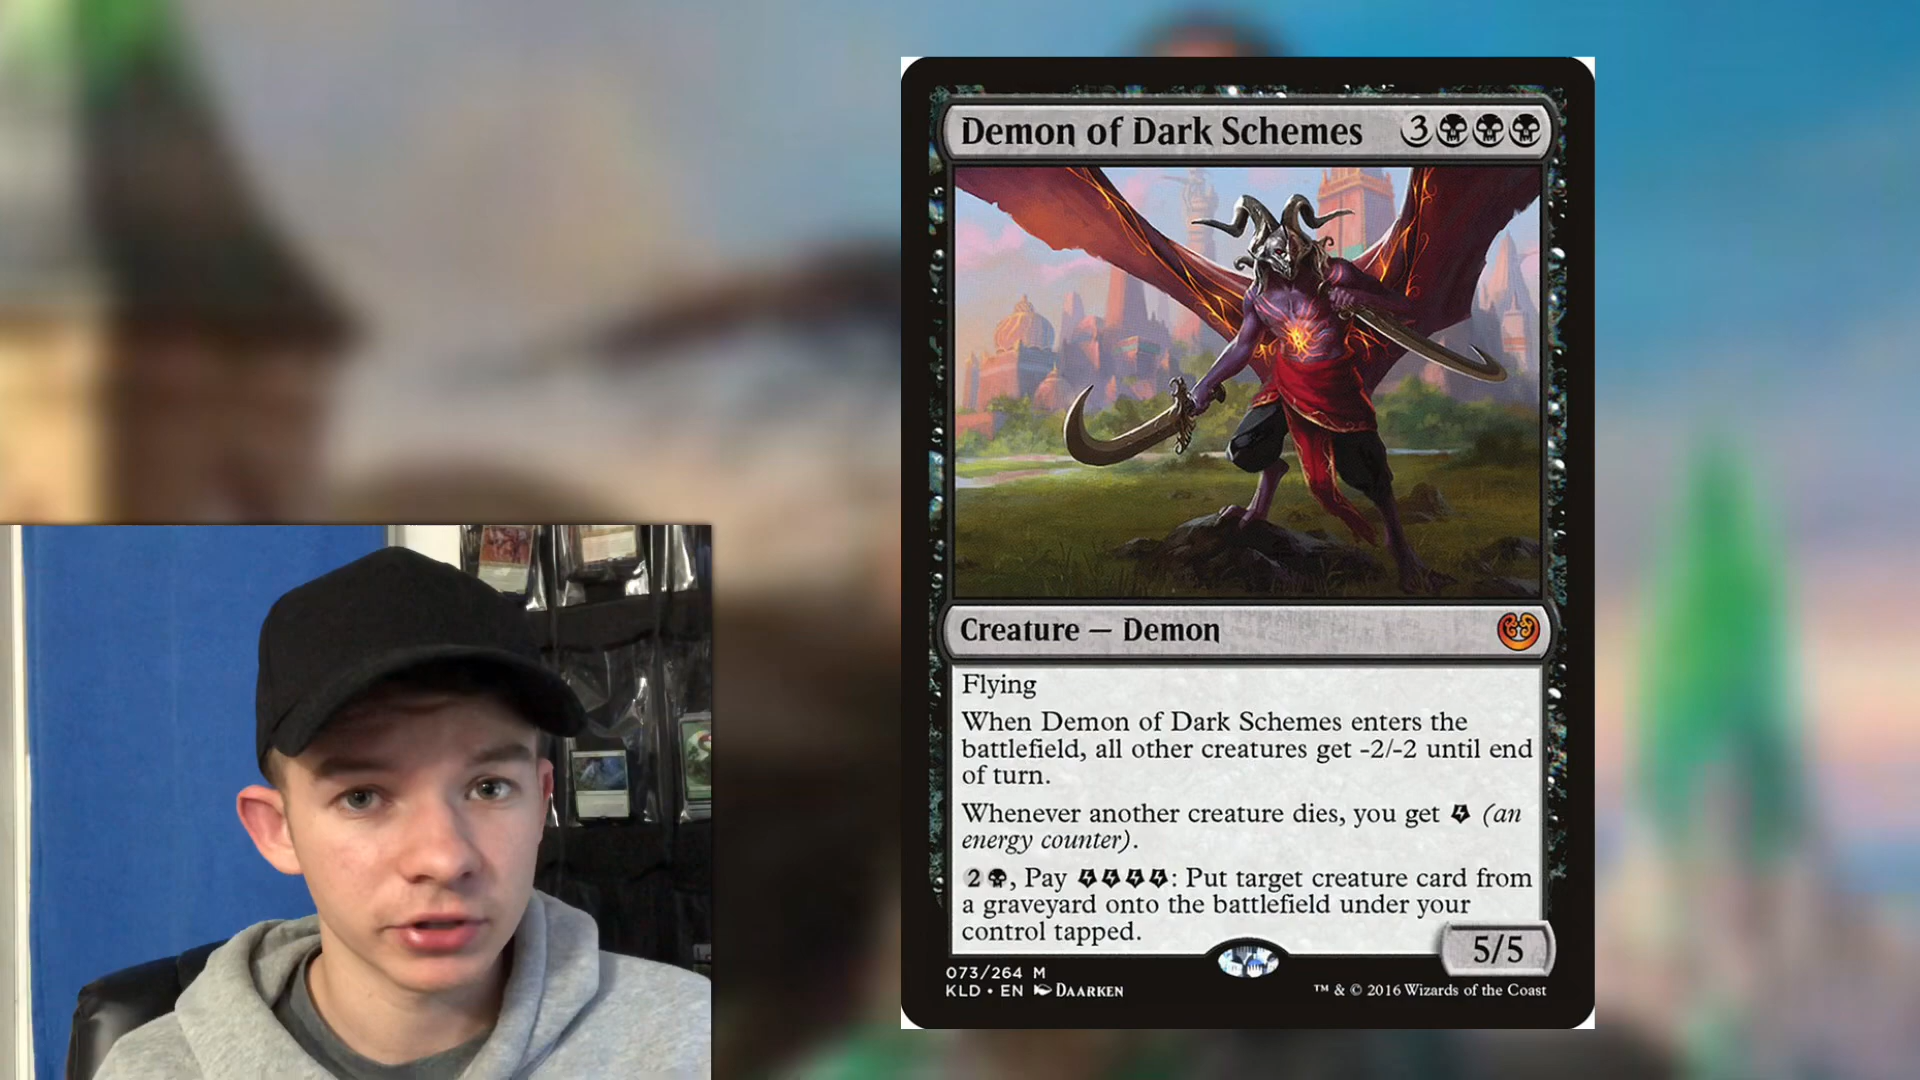 Demon of Dark Schemes 3
Creature — Demon
Flying
When Demon of Dark Schemes enters the
battlefield, all other creatures get -2/-2 until end
of turn.
Whenever another creature dies, you get (an
energy counter).
2, Pay : Put target creature card from
a graveyard onto the battlefield under your
control tapped.
5/5
073/264 M
KLD • EN DAARKEN
™ & © 2016 Wizards of the Coast